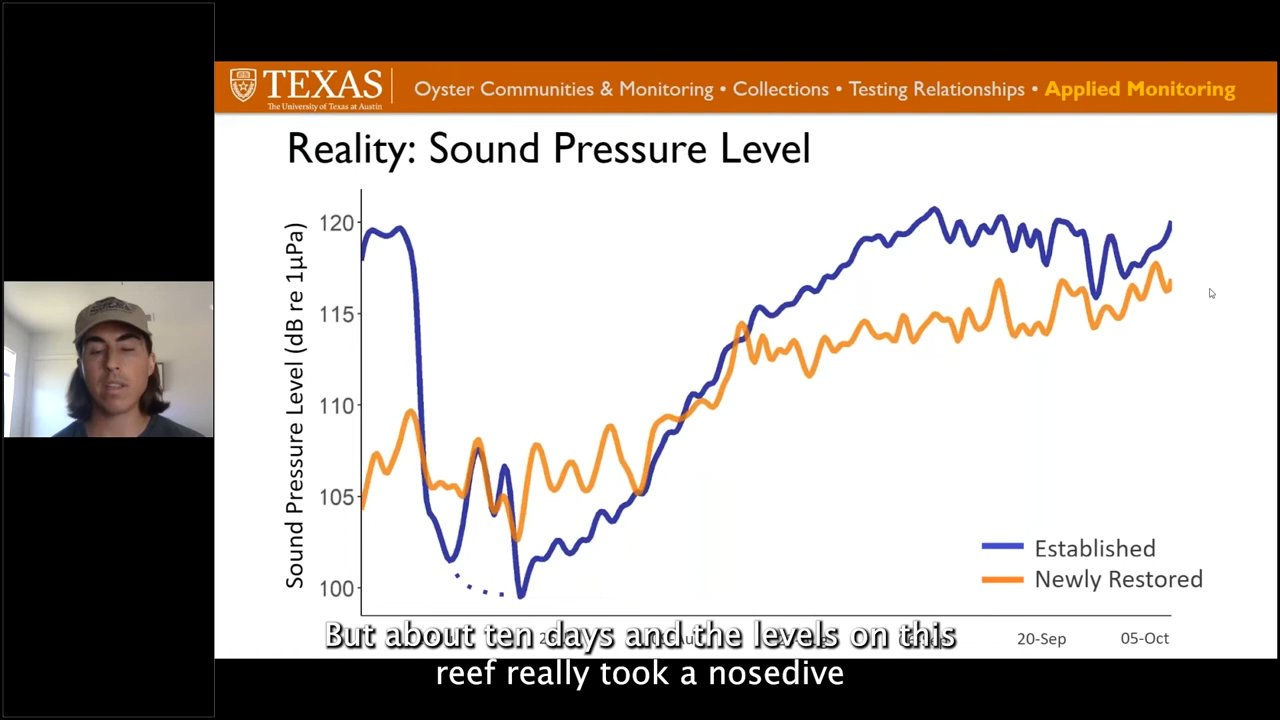 TEXAS
The University of Texas at Austin
Oyster Communities & Monitoring • Collections • Testing Relationships • Applied Monitoring
Reality: Sound Pressure Level
Sound Pressure Level (dB re 1μPa)
120
115
110
105
100
Established
Newly Restored
20-Sep
05-Oct
But about ten days and the levels on this
reef really took a nosedive